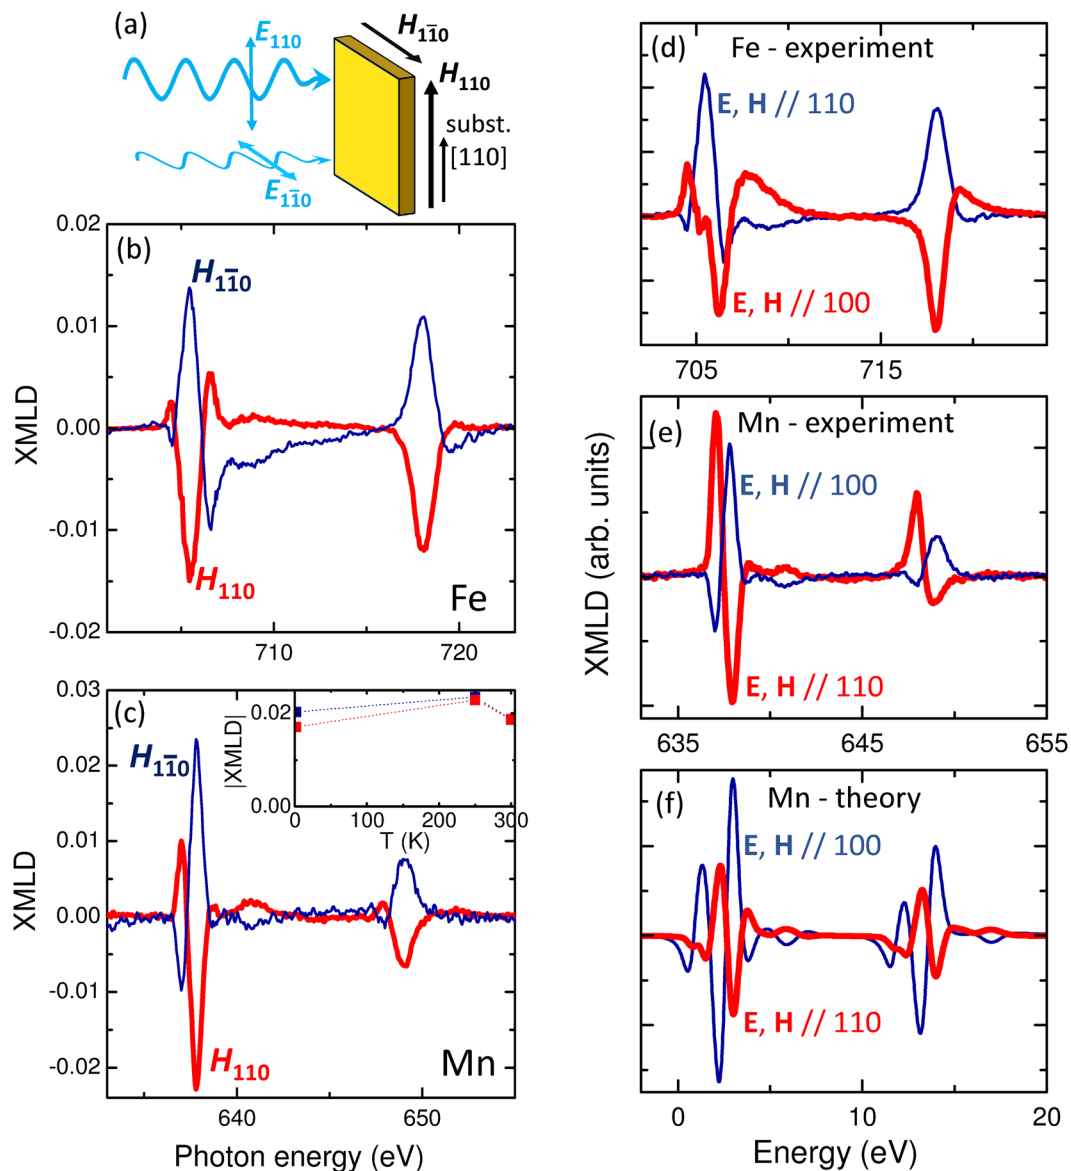 (a)
E110
H11̅0
H110
subst.
[110]
E11̅0
(b)
0.02
0.01
0.00
-0.01
-0.02
XMLD
H11̅0
H110
Fe
710
720
(c)
0.03
0.02
0.01
0.00
-0.01
-0.02
XMLD
H11̅0
H110
Mn
|XMLD|
0.02
0.00
0
100
200
300
T (K)
640
650
Photon energy (eV)
(d)
Fe - experiment
E, H // 110
E, H // 100
705
715
(e)
Mn - experiment
E, H // 100
E, H // 110
635
645
655
XMLD (arb. units)
(f)
Mn - theory
E, H // 100
E, H // 110
0
10
20
Energy (eV)